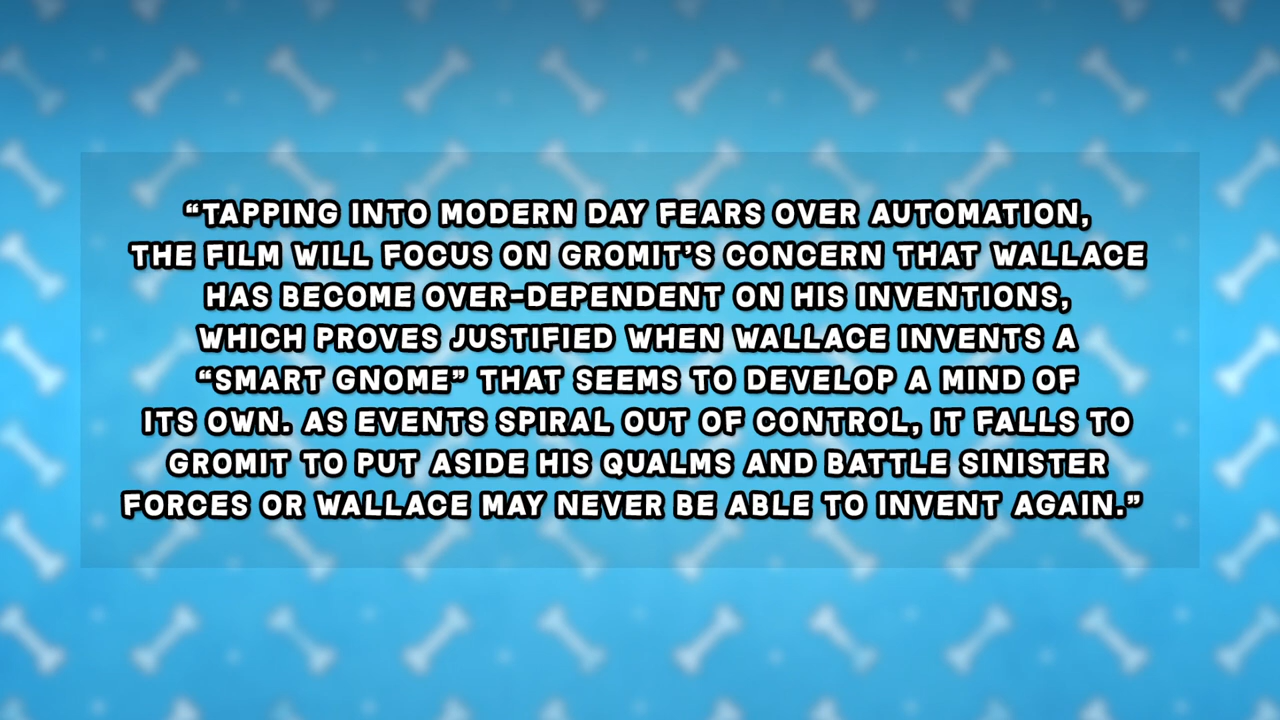 “TAPPING INTO MODERN DAY FEARS OVER AUTOMATION,
THE FILM WILL FOCUS ON GROMIT’S CONCERN THAT WALLACE
HAS BECOME OVER-DEPENDENT ON HIS INVENTIONS,
WHICH PROVES JUSTIFIED WHEN WALLACE INVENTS A
“SMART GNOME” THAT SEEMS TO DEVELOP A MIND OF
ITS OWN. AS EVENTS SPIRAL OUT OF CONTROL, IT FALLS TO
GROMIT TO PUT ASIDE HIS QUALMS AND BATTLE SINISTER
FORCES OR WALLACE MAY NEVER BE ABLE TO INVENT AGAIN.”